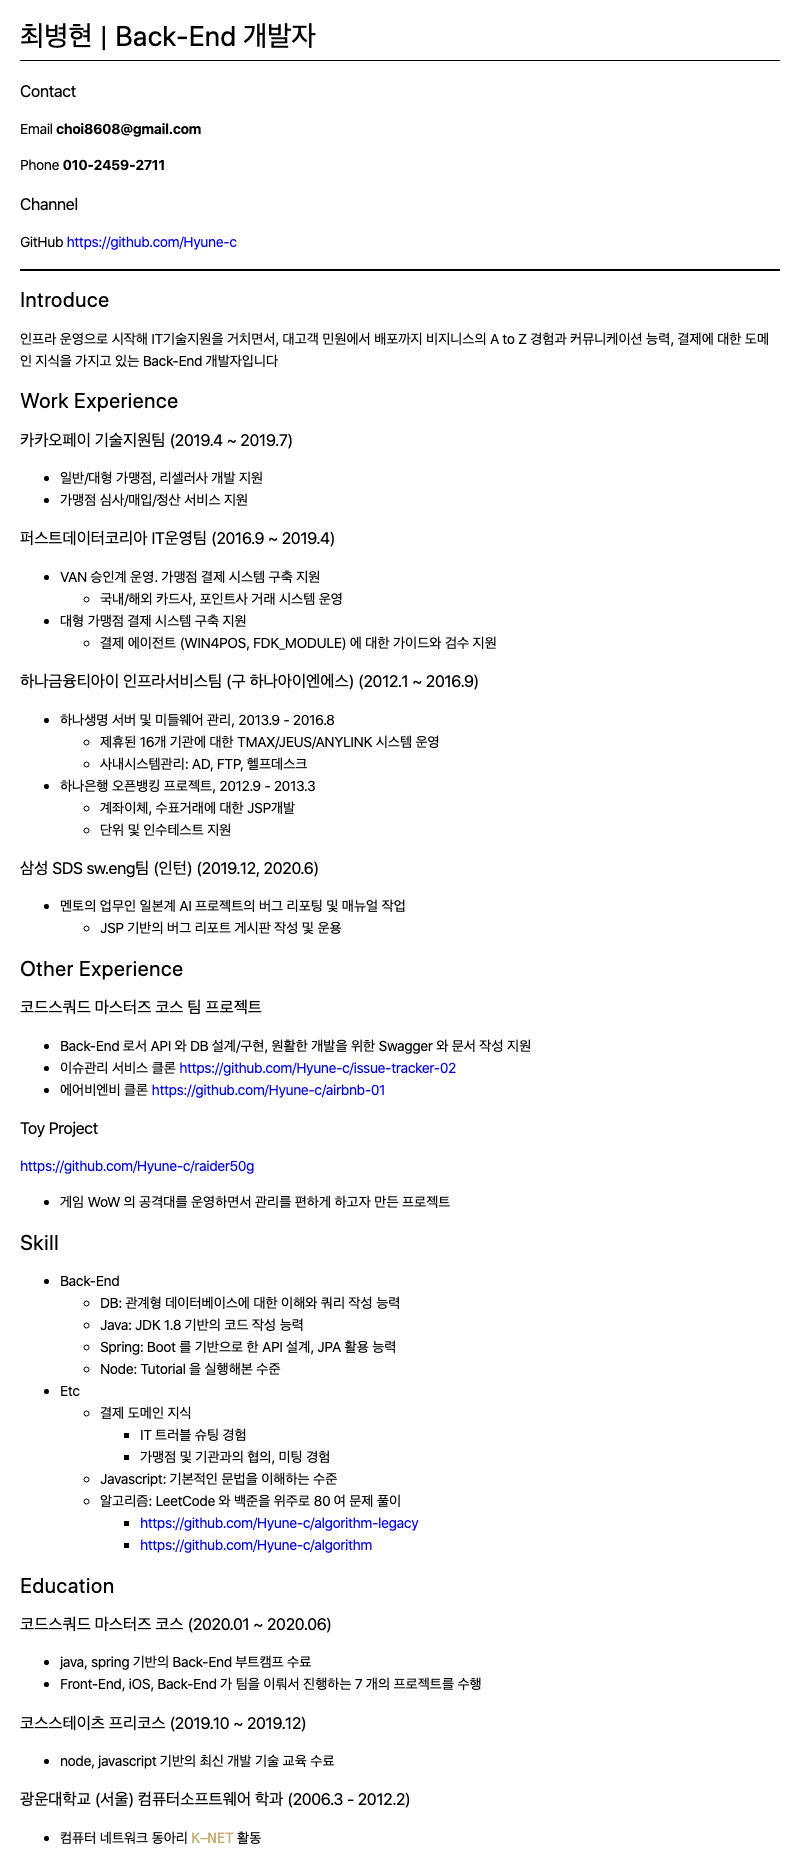 최병현 | Back-End 개발자
Contact
Email choi8608@gmail.com
Phone 010-2459-2711
Channel
GitHub https://github.com/Hyune-c
Introduce
인프라 운영으로 시작해 IT기술지원을 거치면서, 대고객 민원에서 배포까지 비지니스의 A to Z 경험과 커뮤니케이션 능력, 결제에 대한 도메
인 지식을 가지고 있는 Back-End 개발자입니다
Work Experience
카카오페이 기술지원팀 (2019.4 ~ 2019.7)
• 일반/대형 가맹점, 리셀러사 개발 지원
• 가맹점 심사/매입/정산 서비스 지원
퍼스트데이터코리아 IT운영팀 (2016.9 ~ 2019.4)
• VAN 승인계 운영. 가맹점 결제 시스템 구축 지원
◦ 국내/해외 카드사, 포인트사 거래 시스템 운영
• 대형 가맹점 결제 시스템 구축 지원
◦ 결제 에이전트 (WIN4POS, FDK_MODULE) 에 대한 가이드와 검수 지원
하나금융티아이 인프라서비스팀 (구 하나아이엔에스) (2012.1 ~ 2016.9)
• 하나생명 서버 및 미들웨어 관리, 2013.9 - 2016.8
◦ 제휴된 16개 기관에 대한 TMAX/JEUS/ANYLINK 시스템 운영
◦ 사내시스템관리: AD, FTP, 헬프데스크
• 하나은행 오픈뱅킹 프로젝트, 2012.9 - 2013.3
◦ 계좌이체, 수표거래에 대한 JSP개발
◦ 단위 및 인수테스트 지원
삼성 SDS sw.eng팀 (인턴) (2019.12, 2020.6)
• 멘토의 업무인 일본계 AI 프로젝트의 버그 리포팅 및 매뉴얼 작업
◦ JSP 기반의 버그 리포트 게시판 작성 및 운용
Other Experience
코드스쿼드 마스터즈 코스 팀 프로젝트
• Back-End 로서 API 와 DB 설계/구현, 원활한 개발을 위한 Swagger 와 문서 작성 지원
• 이슈관리 서비스 클론 https://github.com/Hyune-c/issue-tracker-02
• 에어비엔비 클론 https://github.com/Hyune-c/airbnb-01
Toy Project
https://github.com/Hyune-c/raider50g
• 게임 WoW 의 공격대를 운영하면서 관리를 편하게 하고자 만든 프로젝트
Skill
• Back-End
◦ DB: 관계형 데이터베이스에 대한 이해와 쿼리 작성 능력
◦ Java: JDK 1.8 기반의 코드 작성 능력
◦ Spring: Boot 를 기반으로 한 API 설계, JPA 활용 능력
◦ Node: Tutorial 을 실행해본 수준
• Etc
◦ 결제 도메인 지식
▪ IT 트러블 슈팅 경험
▪ 가맹점 및 기관과의 협의, 미팅 경험
◦ Javascript: 기본적인 문법을 이해하는 수준
◦ 알고리즘: LeetCode 와 백준을 위주로 80 여 문제 풀이
▪ https://github.com/Hyune-c/algorithm-legacy
▪ https://github.com/Hyune-c/algorithm
Education
코드스쿼드 마스터즈 코스 (2020.01 ~ 2020.06)
• java, spring 기반의 Back-End 부트캠프 수료
• Front-End, iOS, Back-End 가 팀을 이뤄서 진행하는 7 개의 프로젝트를 수행
코스스테이츠 프리코스 (2019.10 ~ 2019.12)
• node, javascript 기반의 최신 개발 기술 교육 수료
광운대학교 (서울) 컴퓨터소프트웨어 학과 (2006.3 - 2012.2)
• 컴퓨터 네트워크 동아리 K-NET 활동